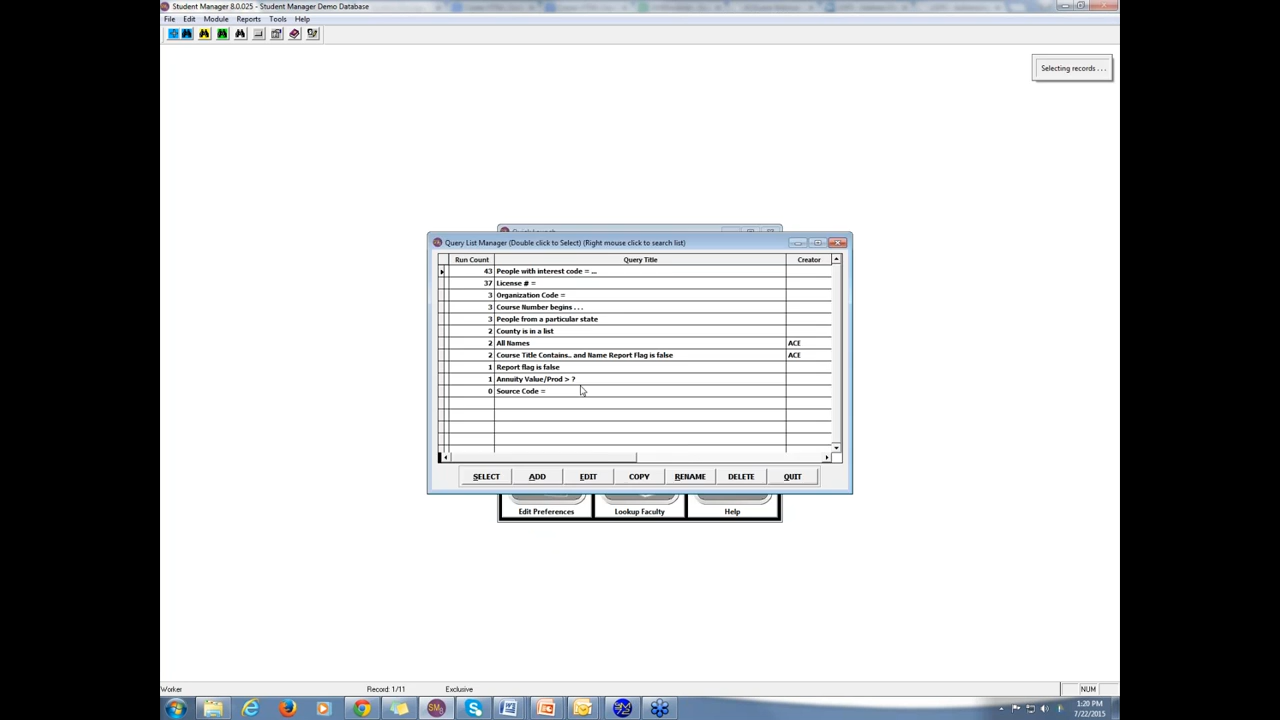 Student Manager 8.0.025 - Student Manager Demo Database
File Edit Module Reports Tools Help
Selecting records . . .
Query List Manager (Double click to Select) (Right mouse click to search list)
Run Count Query Title Creator
43 People with interest code = ...
37 License # =
3 Organization Code =
3 Course Number begins . . .
3 People from a particular state
2 County is in a list
2 All Names ACE
2 Course Title Contains.. and Name Report Flag is false ACE
1 Report flag is false
1 Annuity Value/Prod > ?
0 Source Code =
SELECT ADD EDIT COPY RENAME DELETE QUIT
Edit Preferences Lookup Faculty Help
Worker Record: 1/11 Exclusive NUM
1:20 PM
7/22/2015